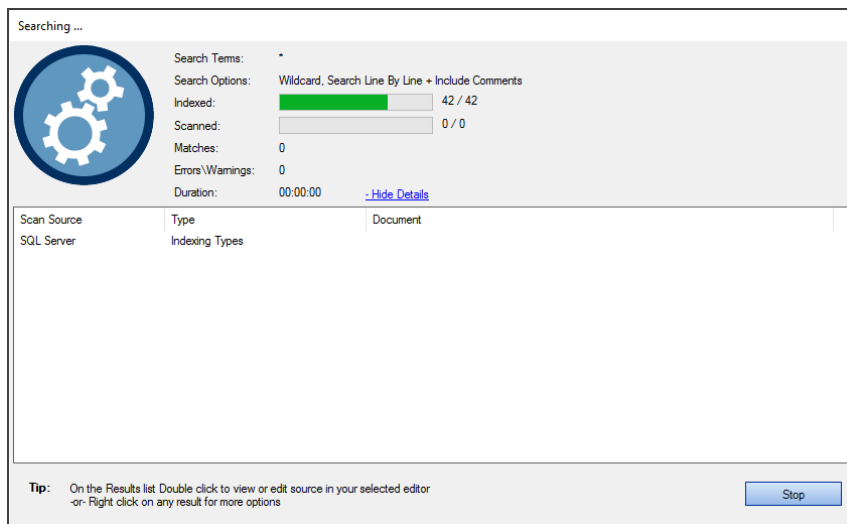 Searching ...
Search Terms: *
Search Options: Wildcard, Search Line By Line + Include Comments
Indexed: 42 / 42
Scanned: 0 / 0
Matches: 0
Errors\Warnings: 0
Duration: 00:00:00 - Hide Details
Scan Source Type Document
SQL Server Indexing Types
Tip: On the Results list Double click to view or edit source in your selected editor
-or- Right click on any result for more options
Stop